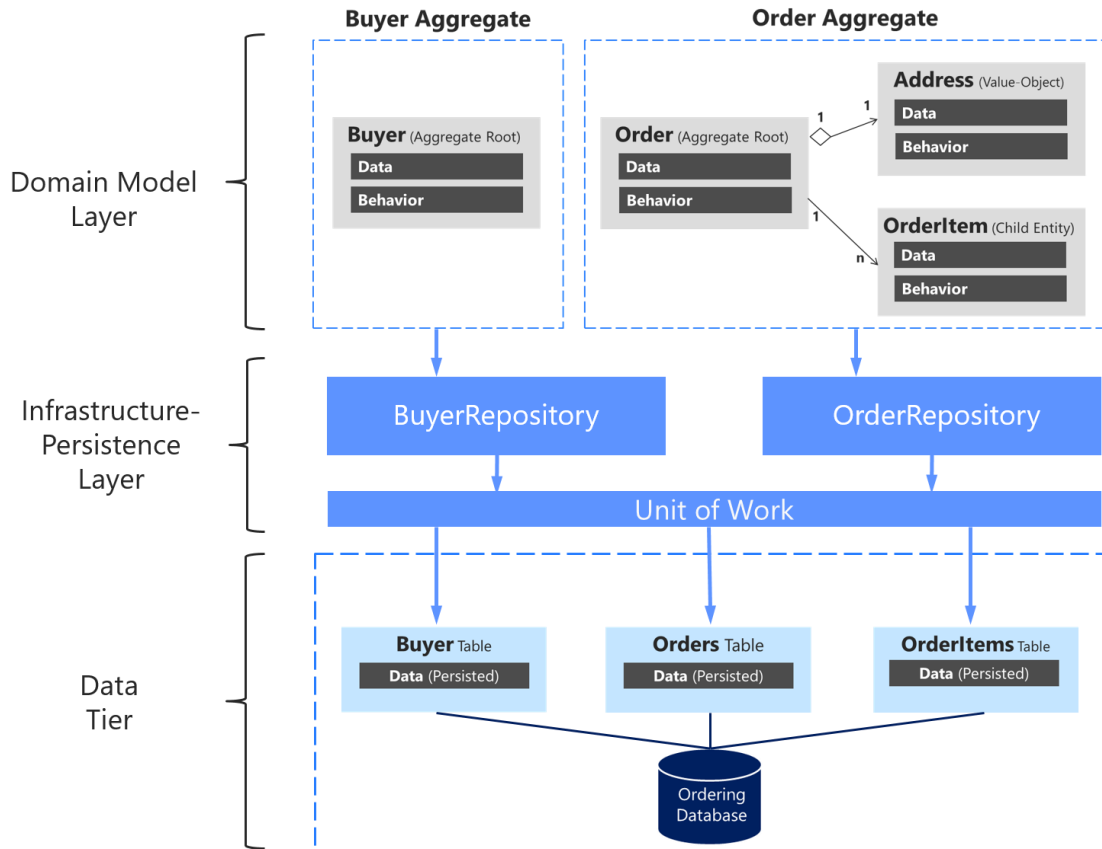 Buyer Aggregate
Order Aggregate
Domain Model
Layer
Buyer (Aggregate Root)
Data
Behavior
Order (Aggregate Root)
Data
Behavior
1
1
1
n
Address (Value-Object)
Data
Behavior
OrderItem (Child Entity)
Data
Behavior
Infrastructure-
Persistence
Layer
BuyerRepository
OrderRepository
Unit of Work
Data
Tier
Buyer Table
Data (Persisted)
Orders Table
Data (Persisted)
OrderItems Table
Data (Persisted)
Ordering
Database